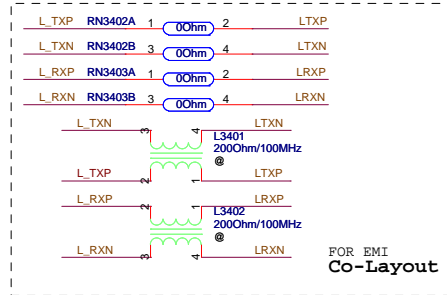 L_TXP RN3402A 1 0Ohm 2 LTXP
L_TXN RN3402B 3 0Ohm 4 LTXN
L_RXP RN3403A 1 0Ohm 2 LRXP
L_RXN RN3403B 3 0Ohm 4 LRXN
L_TXN 3 4 LTXN
L3401
200Ohm/100MHz
@
L_TXP 2 1 LTXP
L_RXP 2 1 LRXP
L3402
200Ohm/100MHz
@
L_RXN 3 4 LRXN
FOR EMI
Co-Layout